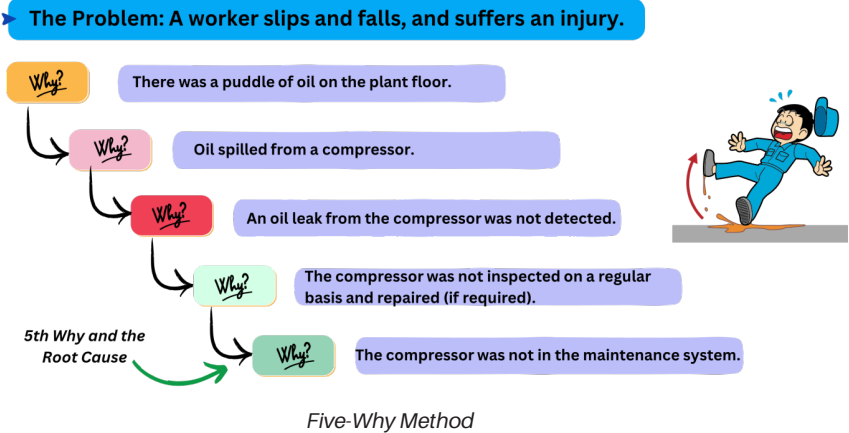 The Problem: A worker slips and falls, and suffers an injury.
Why?
There was a puddle of oil on the plant floor.
Why?
Oil spilled from a compressor.
Why?
An oil leak from the compressor was not detected.
Why?
The compressor was not inspected on a regular
basis and repaired (if required).
5th Why and the
Root Cause
Why?
The compressor was not in the maintenance system.
Five-Why Method